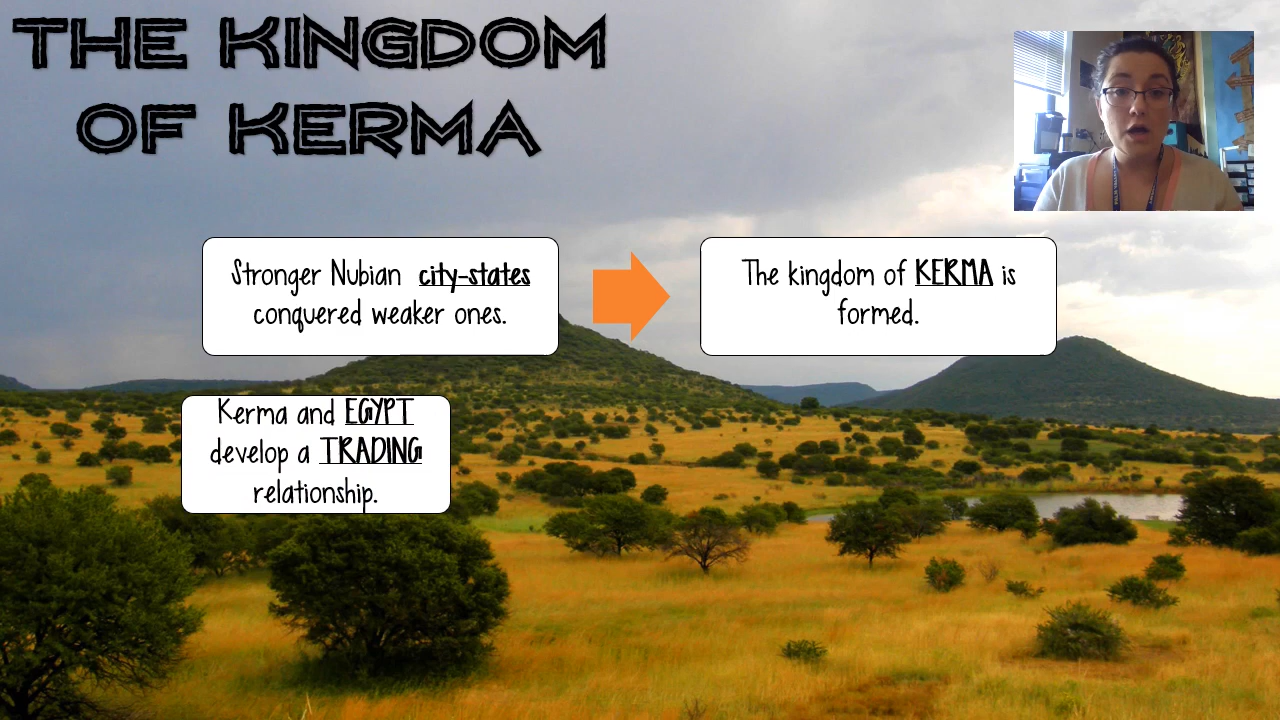 THE KINGDOM
OF KERMA
Stronger Nubian city-states
conquered weaker ones.
The kingdom of KERMA is
formed.
Kerma and EGYPT
develop a TRADING
relationship.